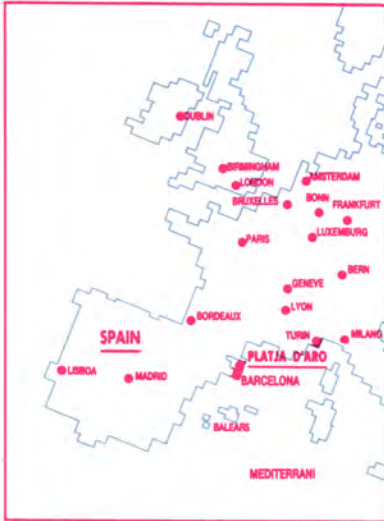 DUBLIN
BIRMINGHAM
LONDON
AMSTERDAM
BRUXELLES
BONN
FRANKFURT
PARIS
LUXEMBURG
BERN
GENEVE
LYON
BORDEAUX
SPAIN
TURIN
MILANO
PLATJA D'ARO
LISBOA
MADRID
BARCELONA
BALEARS
MEDITERRANI